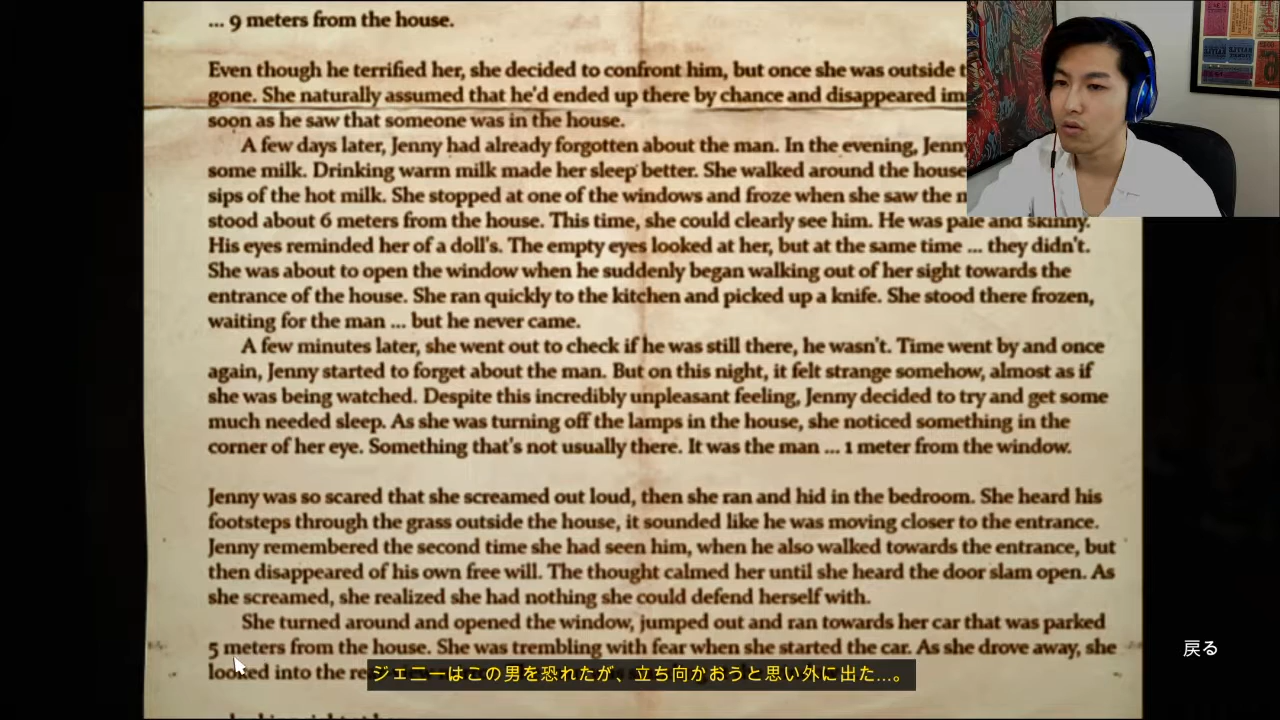 ... 9 meters from the house.
Even though he terrified her, she decided to confront him, but once she was outside
gone. She naturally assumed that he'd ended up there by chance and disappeared
soon as he saw that someone was in the house.
A few days later, Jenny had already forgotten about the man. In the evening,
some milk. Drinking warm milk made her sleep better. She walked around the house
sips of the hot milk. She stopped at one of the windows and froze when she saw the
stood about 6 meters from the house. This time, she could clearly see him. He was pale and skinny.
His eyes reminded her of a doll's. The empty eyes looked at her, but at the same time ... they didn't.
She was about to open the window when he suddenly began walking out of her sight towards the
entrance of the house. She ran quickly to the kitchen and picked up a knife. She stood there frozen,
waiting for the man ... but he never came.
A few minutes later, she went out to check if he was still there, he wasn't. Time went by and once
again, Jenny started to forget about the man. But on this night, it felt strange somehow, almost as if
she was being watched. Despite this incredibly unpleasant feeling, Jenny decided to try and get some
much needed sleep. As she was turning off the lamps in the house, she noticed something in the
corner of her eye. Something that's not usually there. It was the man ... 1 meter from the window.
Jenny was so scared that she screamed out loud, then she ran and hid in the bedroom. She heard his
footsteps through the grass outside the house, it sounded like he was moving closer to the entrance.
Jenny remembered the second time she had seen him, when he also walked towards the entrance, but
then disappeared of his own free will. The thought calmed her until she heard the door slam open. As
she screamed, she realized she had nothing she could defend herself with.
She turned around and opened the window, jumped out and ran towards her car that was parked
5 meters from the house. She was trembling with fear when she started the car. As she drove away, she
looked into the
戻る
ジェニーはこの男を恐れたが、立ち向かおうと思い外に出た...。